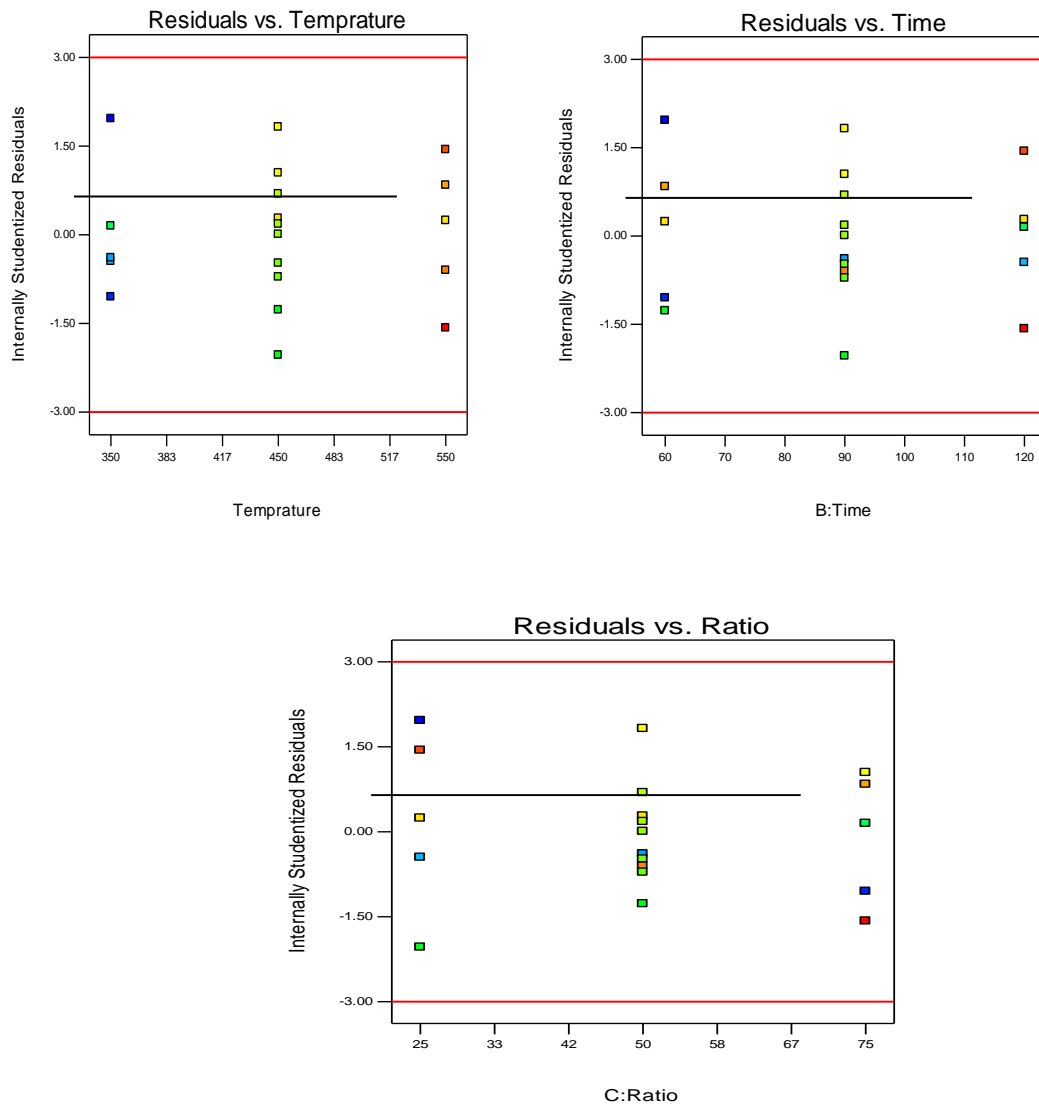 Residuals vs. Temprature
Internally Studentized Residuals
3.00
1.50
0.00
-1.50
-3.00
350 383 417 450 483 517 550
Temprature
Residuals vs. Time
Internally Studentized Residuals
3.00
1.50
0.00
-1.50
-3.00
60 70 80 90 100 110 120
B:Time
Residuals vs. Ratio
Internally Studentized Residuals
3.00
1.50
0.00
-1.50
-3.00
25 33 42 50 58 67 75
C:Ratio